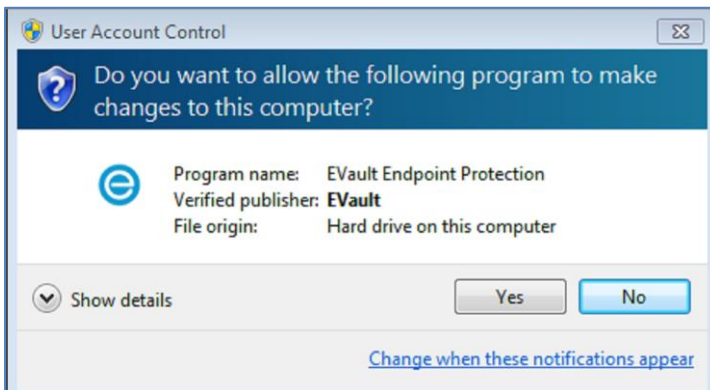 User Account Control
Do you want to allow the following program to make
changes to this computer?
Program name: EVault Endpoint Protection
Verified publisher: EVault
File origin: Hard drive on this computer
Show details
Yes
No
Change when these notifications appear